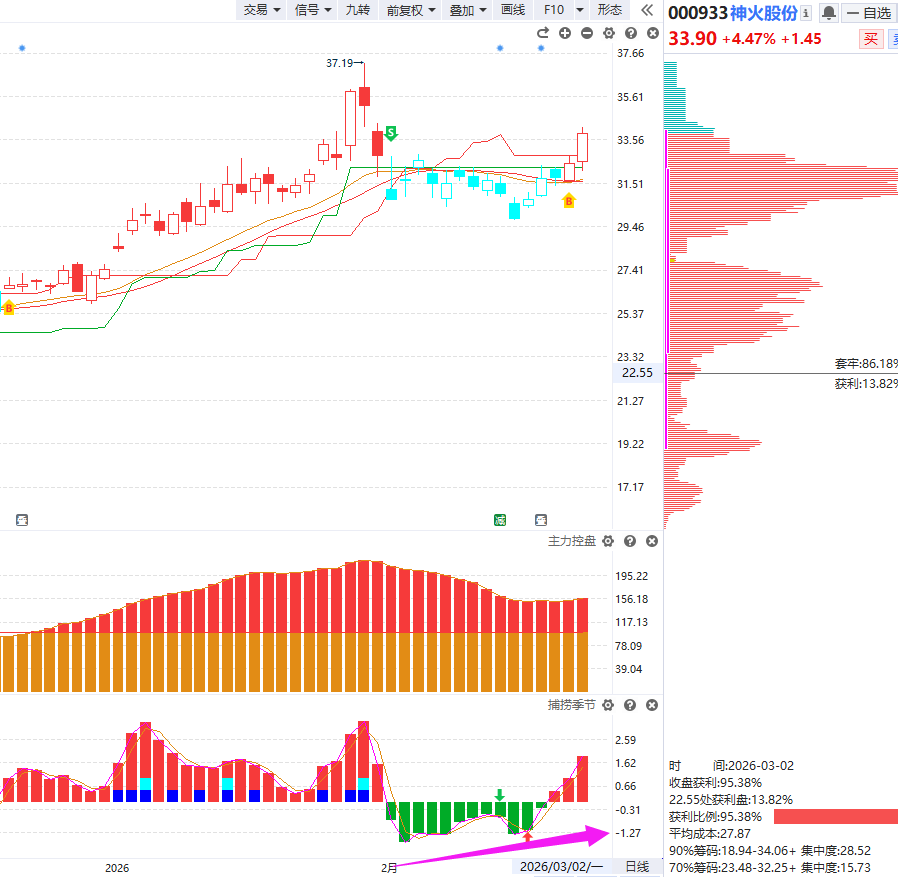 交易 信号 九转 前复权 叠加 画线 F10 形态
000933神火股份 自选
33.90 +4.47% +1.45 买
37.66
37.19
35.61
S
33.56
31.51
B
29.46
27.41
B
25.37
23.32
套牢:86.18%
22.55
获利:13.82%
21.27
19.22
17.17
减
主力控盘
195.22
156.18
117.13
78.09
39.04
捕捞季节
2.59
1.62
0.66
-0.31
-1.27
2026 2月 2026/03/02/一 日线
时 间:2026-03-02
收盘获利:95.38%
22.55处获利盘:13.82%
获利比例:95.38%
平均成本:27.87
90%筹码:18.94-34.06+ 集中度:28.52
70%筹码:23.48-32.25+ 集中度:15.73